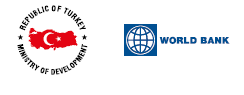 REPUBLIC OF TURKEY
MINISTRY OF DEVELOPMENT
WORLD BANK